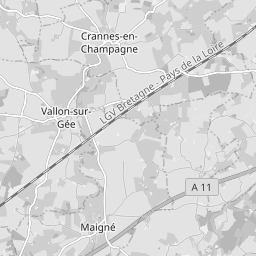 Crannes-en-
Champagne
LGV Bretagne - Pays de la Loire
Vallon-sur-
Gée
A 11
Maigné